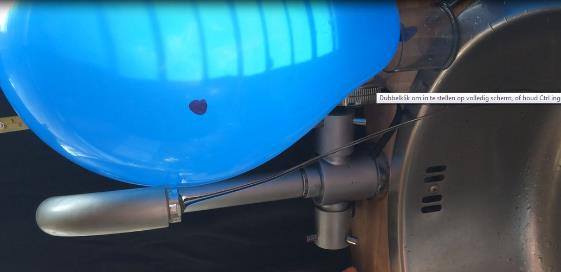 Dubbelklik om in te stellen op volledig scherm, of houd Ctrl ing